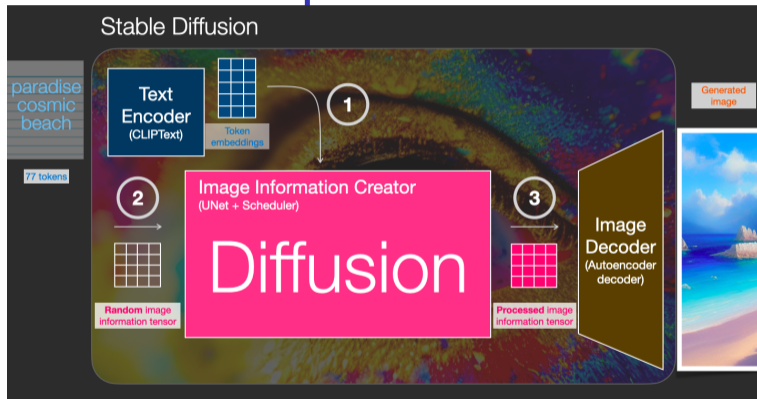 Stable Diffusion
paradise
cosmic
beach
77 tokens
Text
Encoder
(CLIPText)
Token
embeddings
1
2
Random image
information tensor
Image Information Creator
(UNet + Scheduler)
Diffusion
3
Processed image
information tensor
Image
Decoder
(Autoencoder
decoder)
Generated
image